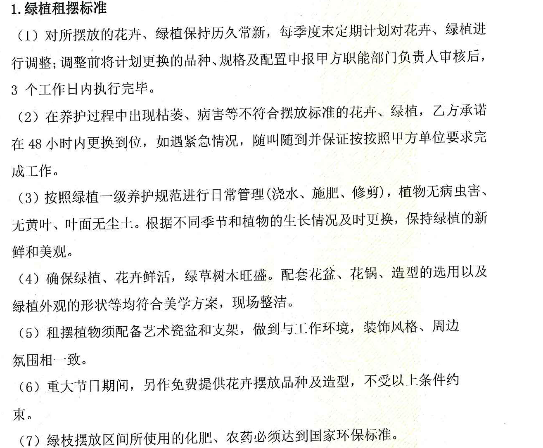 1. 绿植租摆标准
（1）对所摆放的花卉、绿植保持历久常新，每季度末定期计划对花卉、绿植进
行调整；调整前将计划更换的品种、规格及配置申报甲方职能部门负责人审核后，
3 个工作日内执行完毕。
（2）在养护过程中出现枯萎、病害等不符合摆放标准的花卉、绿植，乙方承诺
在 48 小时内更换到位，如遇紧急情况，随叫随到并保证按按照甲方单位要求完
成工作。
（3）按照绿植一级养护规范进行日常管理(浇水、施肥、修剪)，植物无病虫害、
无黄叶、叶面无尘土。根据不同季节和植物的生长情况及时更换，保持绿植的新
鲜和美观。
（4）确保绿植、花卉鲜活，绿草树木旺盛。配套花盆、花锅、造型的选用以及
绿植外观的形状等均符合美学方案，现场整洁。
（5）租摆植物须配备艺术瓷盆和支架，做到与工作环境，装饰风格、周边
氛围相一致。
（6）重大节日期间，另作免费提供花卉摆放品种及造型，不受以上条件约
束。
（7）绿枝摆放区间所使用的化肥、农药必须达到国家环保标准。